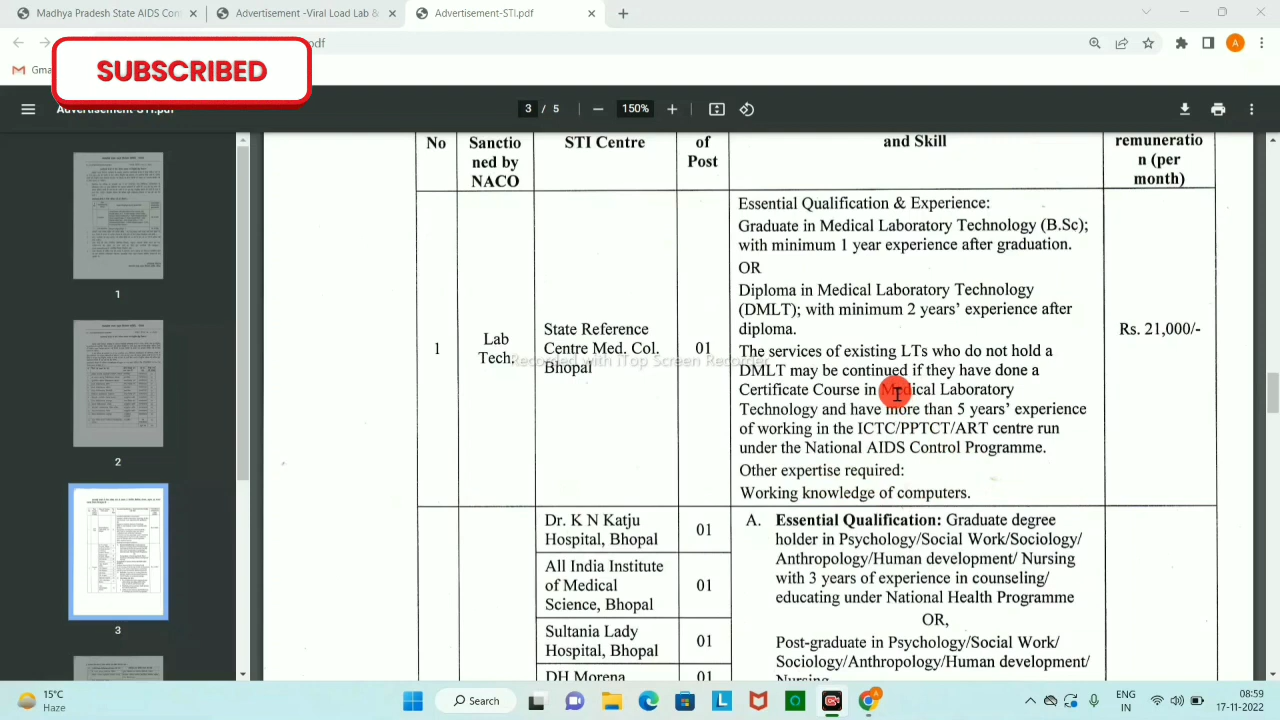 Madhya Pradesh AIDS Con
Advertisement -Viral Load Lab &
Advertisement-STI.pdf
SUBSCRIBED
pdf
Gma
Advertisement-STI.pdf
3 / 5
150%
No
Sanctio
ned by
NACO
STI Centre
of
Post
and Skill
remuneratio
n (per
month)
1
Lab
Tech.
State Reference
Centre Med. Col.
Bhopal
01
Essential Qualification & Experience:
Graduate in Medical Laboratory Technology (B.Sc);
with minimum 1 year experience after graduation.
OR
Diploma in Medical Laboratory Technology
(DMLT); with minimum 2 years' experience after
diploma.
The services of existing LTs who do not hold a
DMLT may be continued if they have done a
Certificate Course in Medical Laboratory
Technology and have more than 5 years' experience
of working in the ICTC/PPTCT/ART centre run
under the National AIDS Control Programme.
Other expertise required:
Working knowledge of computers
Rs. 21,000/-
Recorded with iTop Screen Recorder
Dr. K N Katju
Hospital, Bhopal
01
All India Institute
of Medical
Science, Bhopal
01
Sultania Lady
Hospital, Bhopal
01
DH Morena
01
A. Essential Qualification: Graduate degree
holder in Psychology/Social Work/Sociology/
Anthropology/Human development/ Nursing
with 3 years of experience in counseling/
educating under National Health Programme
OR,
Post-graduate in Psychology/Social Work/
Sociology/Anthropology/Human development/
Nursing
1
2
3
15°C
Haze
Search
ENG
IN
08:59
17-11-2022